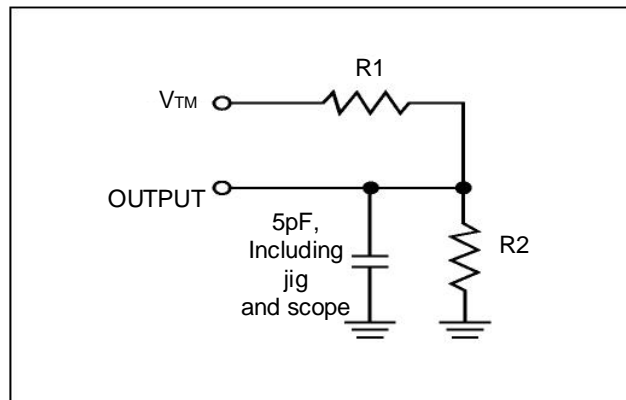 R1
VTM
OUTPUT
5pF,
Including
jig
and scope
R2